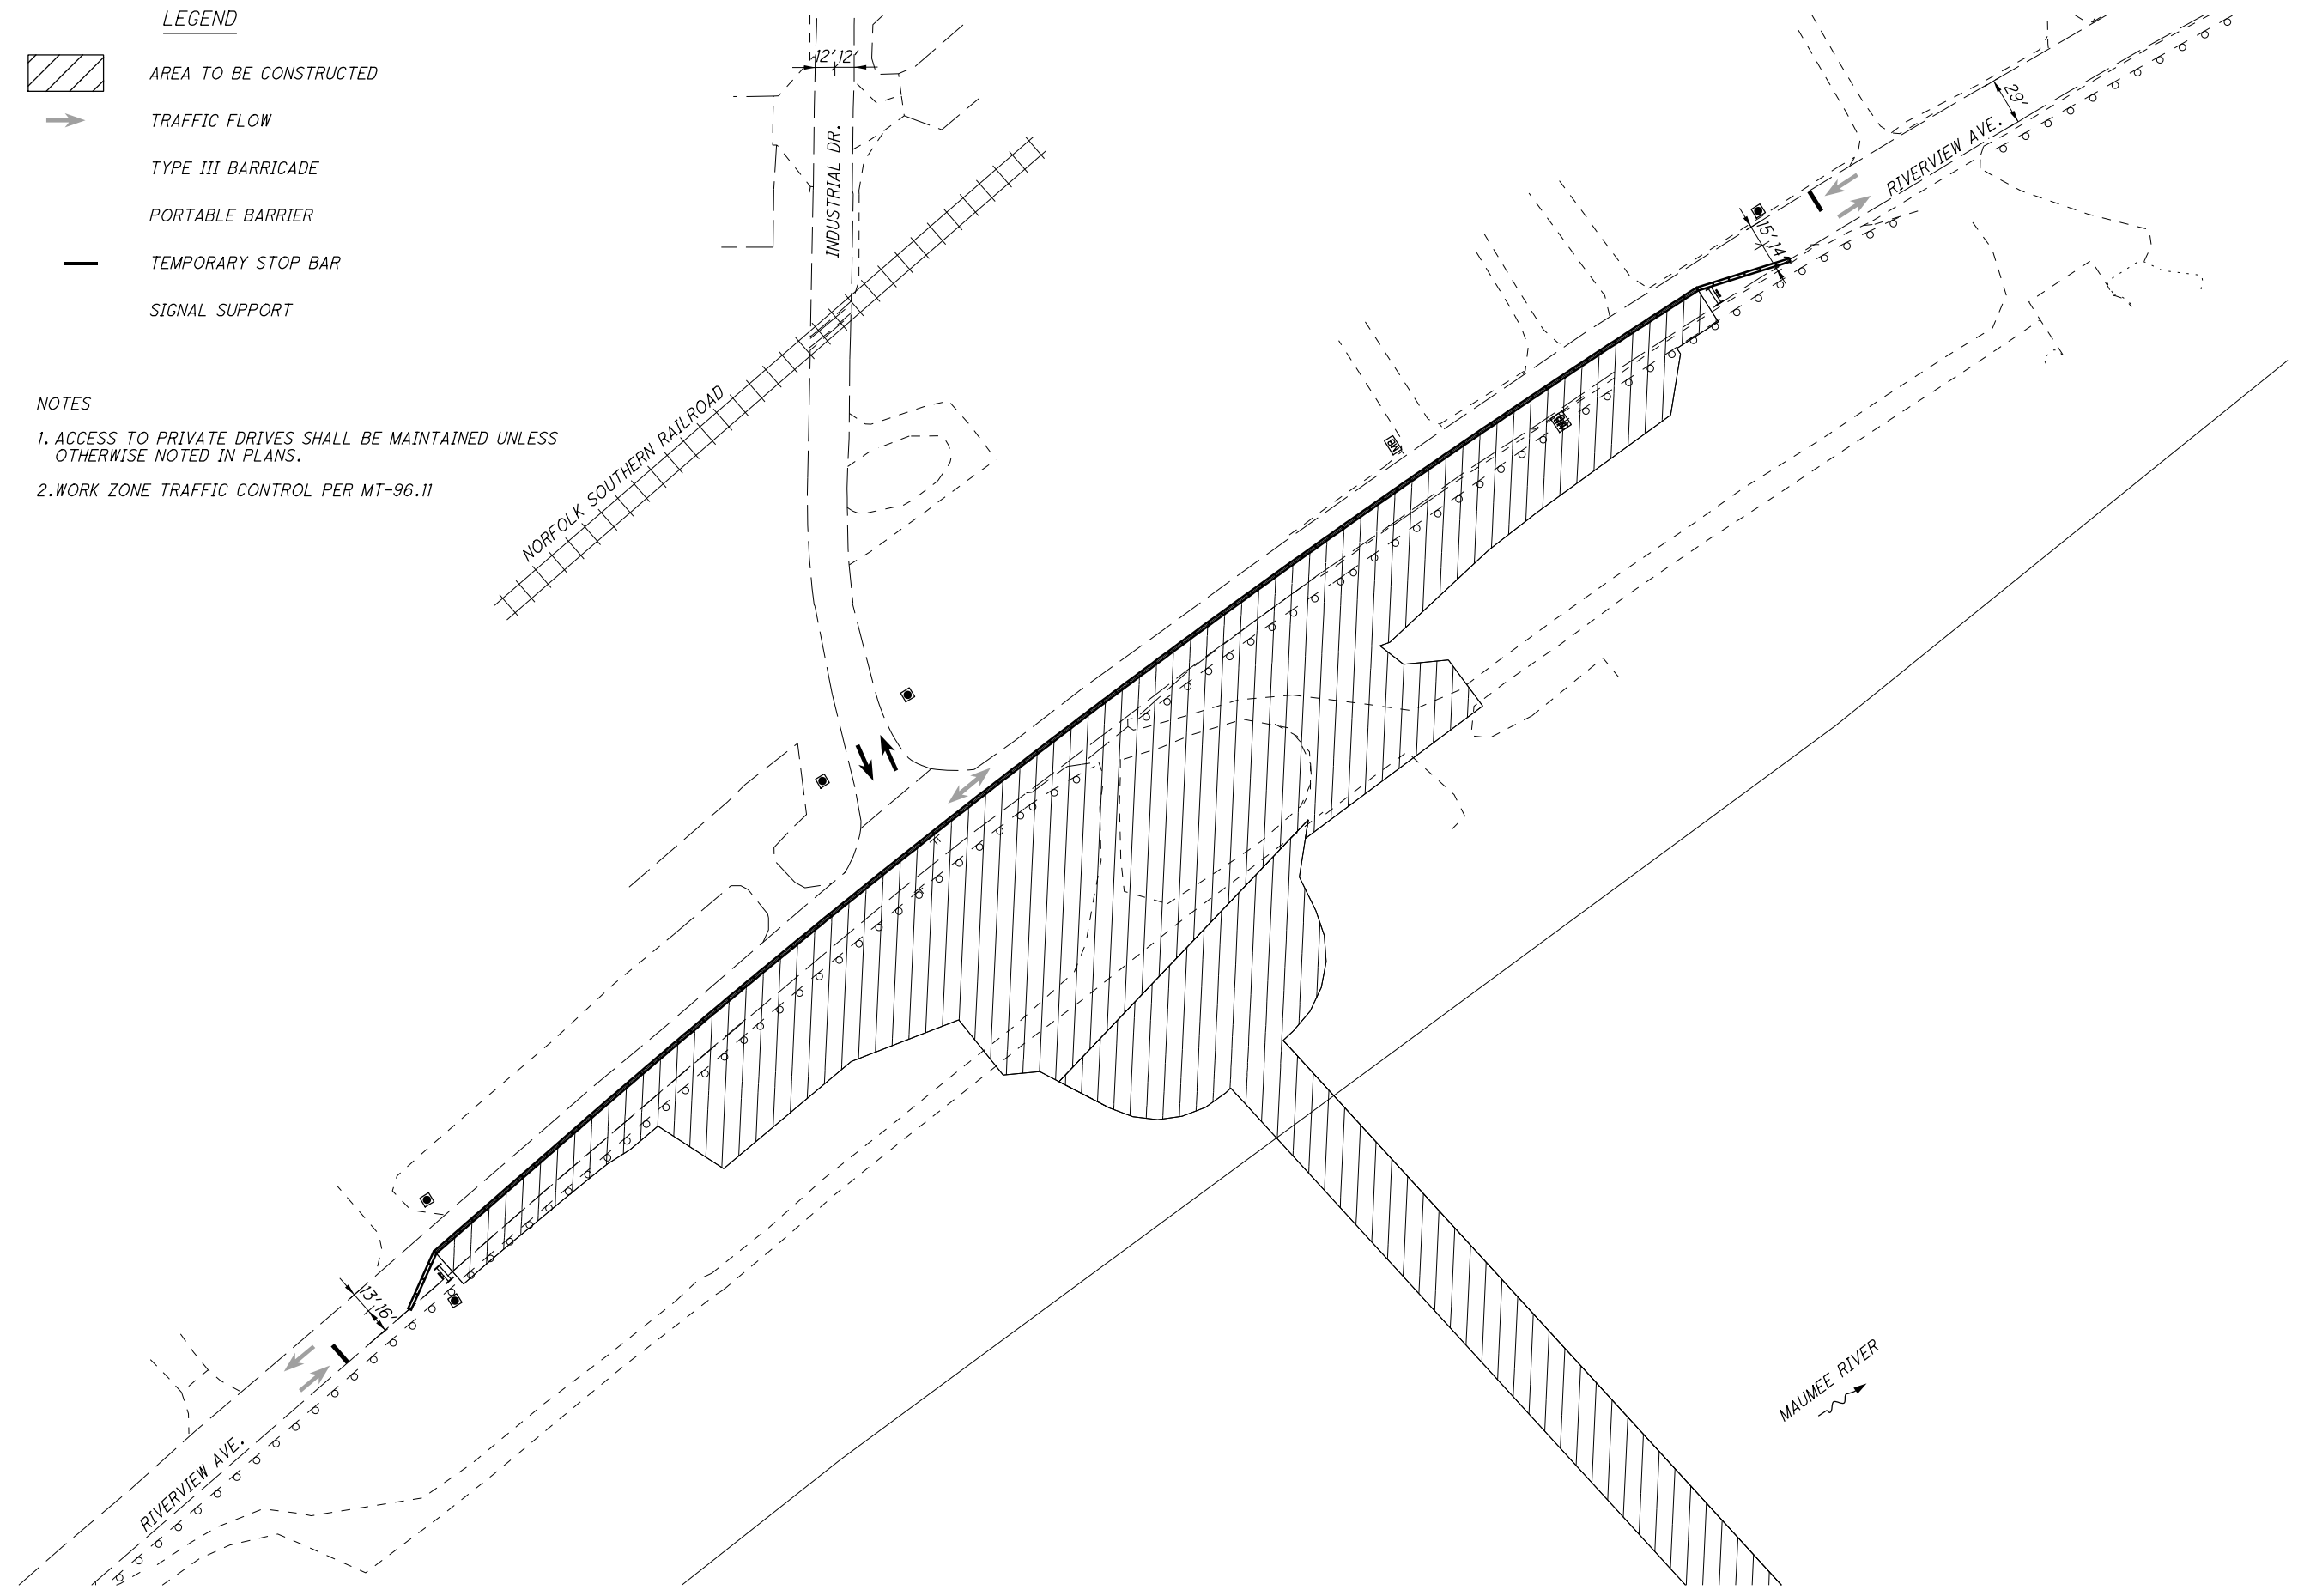 LEGEND
AREA TO BE CONSTRUCTED
TRAFFIC FLOW
TYPE III BARRICADE
PORTABLE BARRIER
TEMPORARY STOP BAR
SIGNAL SUPPORT
NOTES
1. ACCESS TO PRIVATE DRIVES SHALL BE MAINTAINED UNLESS
OTHERWISE NOTED IN PLANS.
2. WORK ZONE TRAFFIC CONTROL PER MT-96.11
12' 12'
INDUSTRIAL DR.
NORFOLK SOUTHERN RAILROAD
29'
RIVERVIEW AVE.
15' 14'
MB
13' 16'
RIVERVIEW AVE.
MAUMEE RIVER